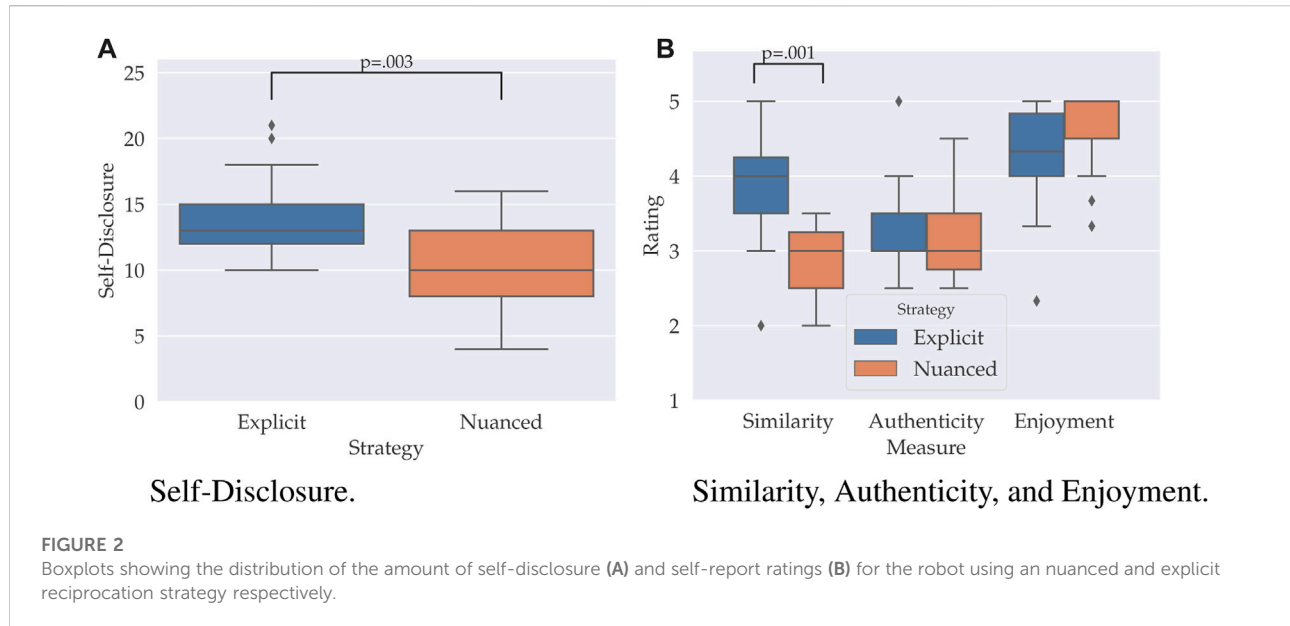 A
p=.003
25
20
15
10
5
0
Self-Disclosure
Explicit
Nuanced
Strategy
Self-Disclosure.
B
p=.001
5
4
3
2
1
Rating
Strategy
Explicit
Nuanced
Similarity
Authenticity
Enjoyment
Measure
Similarity, Authenticity, and Enjoyment.
FIGURE 2
Boxplots showing the distribution of the amount of self-disclosure (A) and self-report ratings (B) for the robot using an nuanced and explicit
reciprocation strategy respectively.